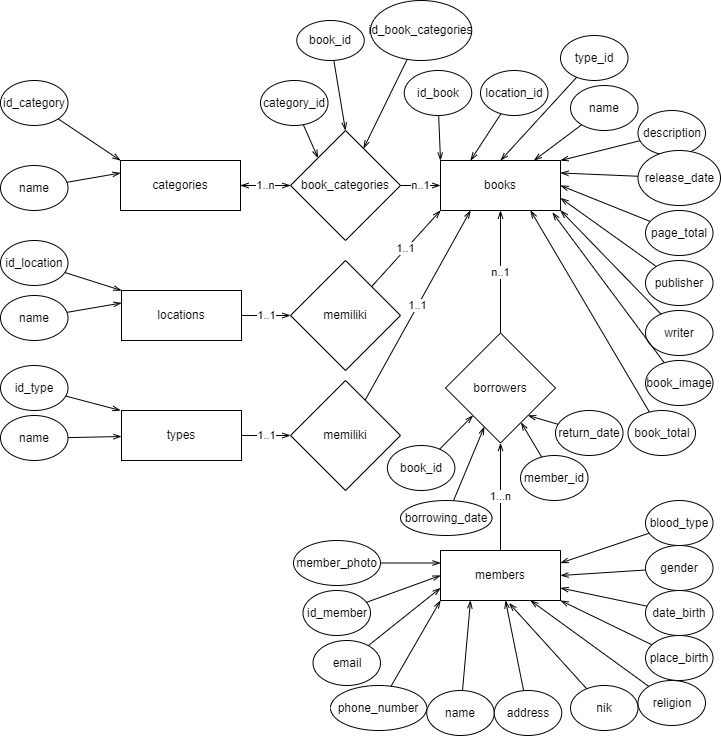 book_id
id_book_categories
type_id
id_category
category_id
id_book
location_id
name
description
name
categories
1..n
book_categories
n..1
books
release_date
page_total
id_location
1..1
publisher
n..1
name
locations
1..1
memiliki
1..1
writer
id_type
borrowers
book_image
name
types
1..1
memiliki
return_date
book_total
book_id
member_id
1...n
borrowing_date
blood_type
member_photo
members
gender
id_member
date_birth
email
place_birth
phone_number
name
address
nik
religion